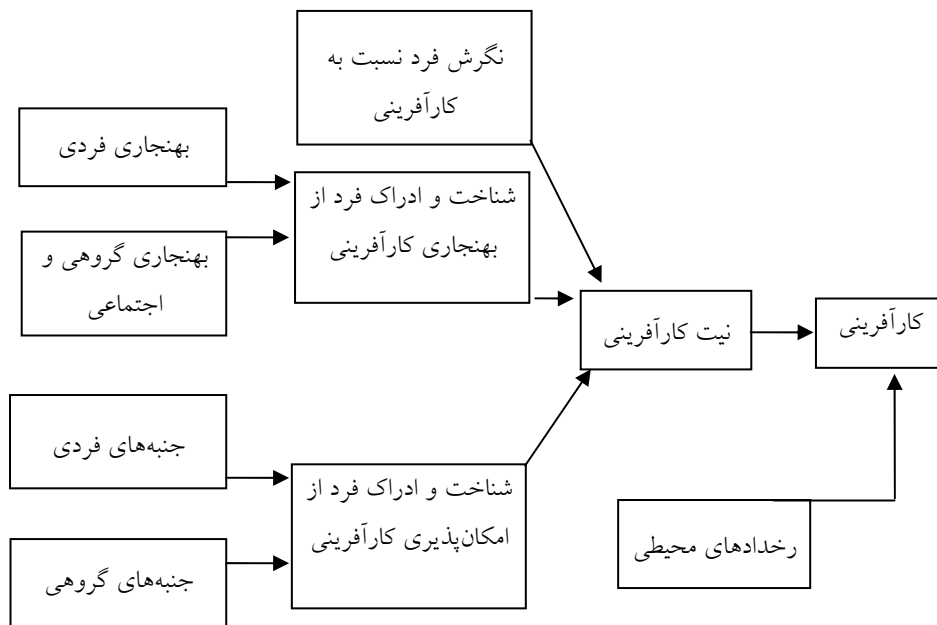 نگرش فرد نسبت به
کارآفرینی
بهنجاری فردی
شناخت و ادراک فرد از
بهنجاری کارآفرینی
بهنجاری گروهی و
اجتماعی
نیت کارآفرینی
کارآفرینی
جنبه‌های فردی
شناخت و ادراک فرد از
امکان‌پذیری کارآفرینی
رخدادهای محیطی
جنبه‌های گروهی